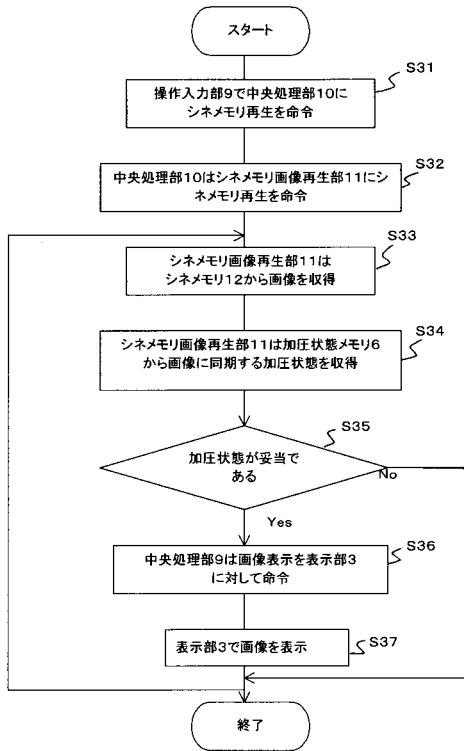 スタート
S31
操作入力部9で中央処理部10に
シネメモリ再生を命令
S32
中央処理部10はシネメモリ画像再生部11にシ
ネメモリ再生を命令
S33
シネメモリ画像再生部11は
シネメモリ12から画像を取得
S34
シネメモリ画像再生部11は加圧状態メモリ6
から画像に同期する加圧状態を取得
S35
加圧状態が妥当で
ある
No
Yes
S36
中央処理部9は画像表示を表示部3
に対して命令
S37
表示部3で画像を表示
終了